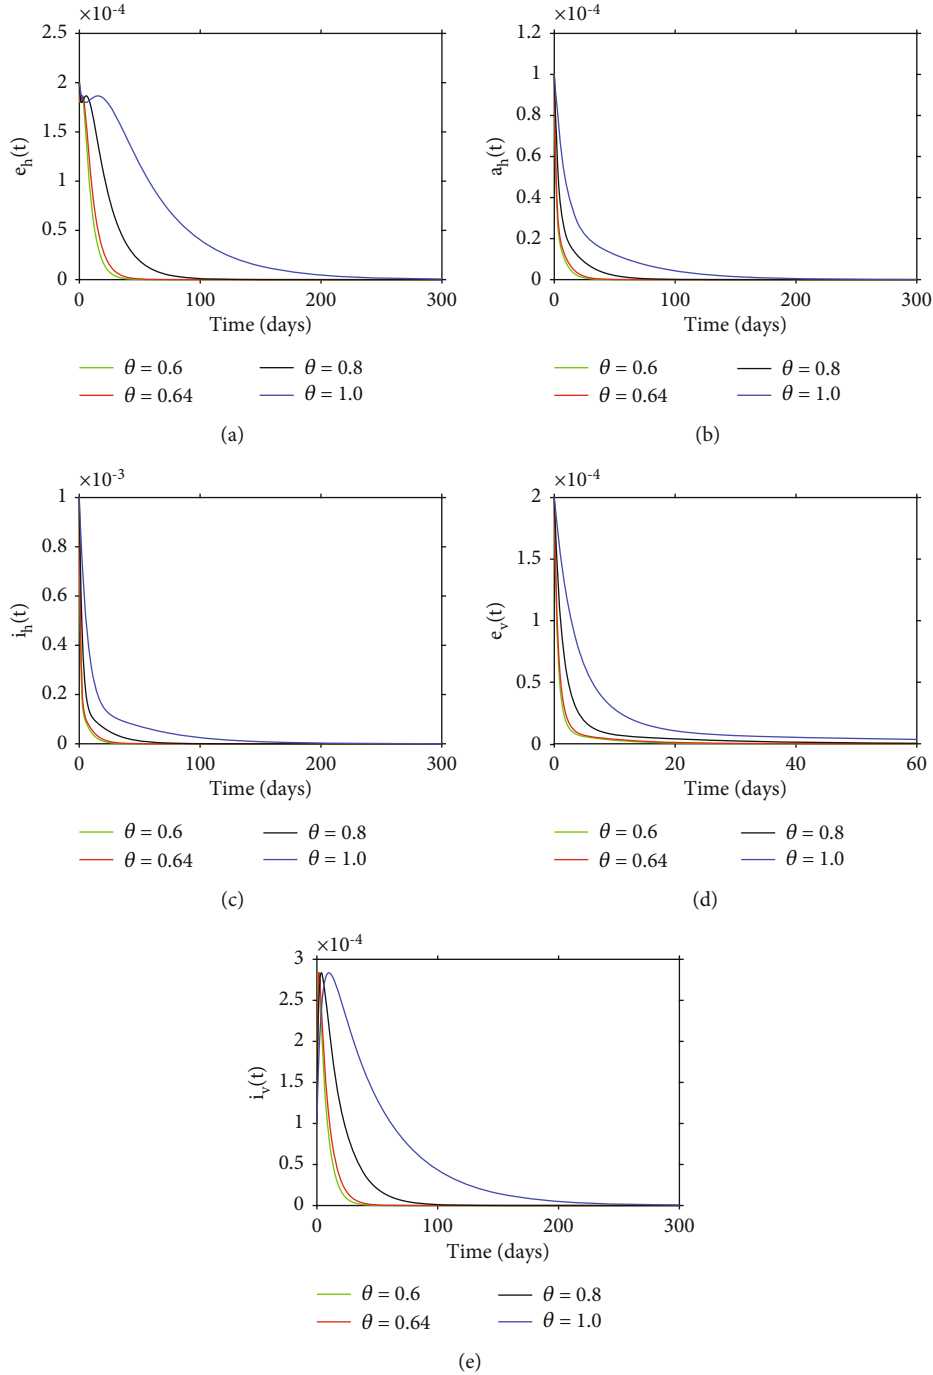 ×10-4
2.5
2
1.5
1
0.5
0
e_h(t)
0 100 200 300
Time (days)
θ = 0.6 θ = 0.8
θ = 0.64 θ = 1.0
(a)
×10-4
1.2
1
0.8
0.6
0.4
0.2
0
a_h(t)
0 100 200 300
Time (days)
θ = 0.6 θ = 0.8
θ = 0.64 θ = 1.0
(b)
×10-3
1
0.8
0.6
0.4
0.2
0
i_h(t)
0 100 200 300
Time (days)
θ = 0.6 θ = 0.8
θ = 0.64 θ = 1.0
(c)
×10-4
2
1.5
1
0.5
0
e_v(t)
0 20 40 60
Time (days)
θ = 0.6 θ = 0.8
θ = 0.64 θ = 1.0
(d)
×10-4
3
2.5
2
1.5
1
0.5
0
i_v(t)
0 100 200 300
Time (days)
θ = 0.6 θ = 0.8
θ = 0.64 θ = 1.0
(e)